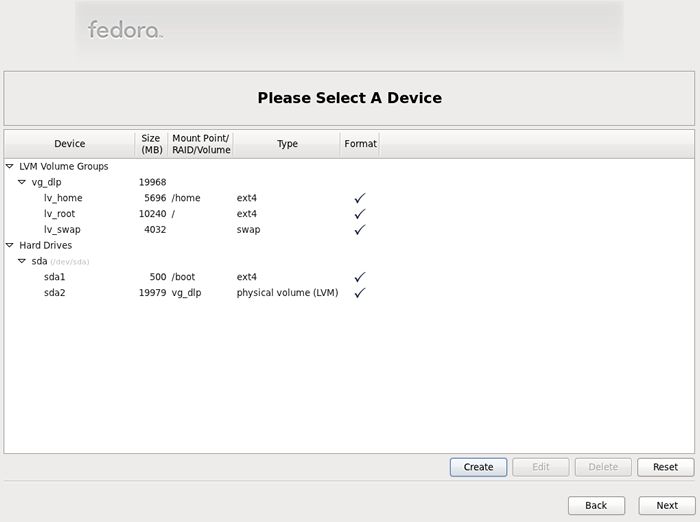 fedora
Please Select A Device
Device Size (MB) Mount Point/ RAID/Volume Type Format
LVM Volume Groups
vg_dlp 19968
lv_home 5696 /home ext4
lv_root 10240 / ext4
lv_swap 4032 swap
Hard Drives
sda (/dev/sda)
sda1 500 /boot ext4
sda2 19979 vg_dlp physical volume (LVM)
Create Edit Delete Reset
Back Next